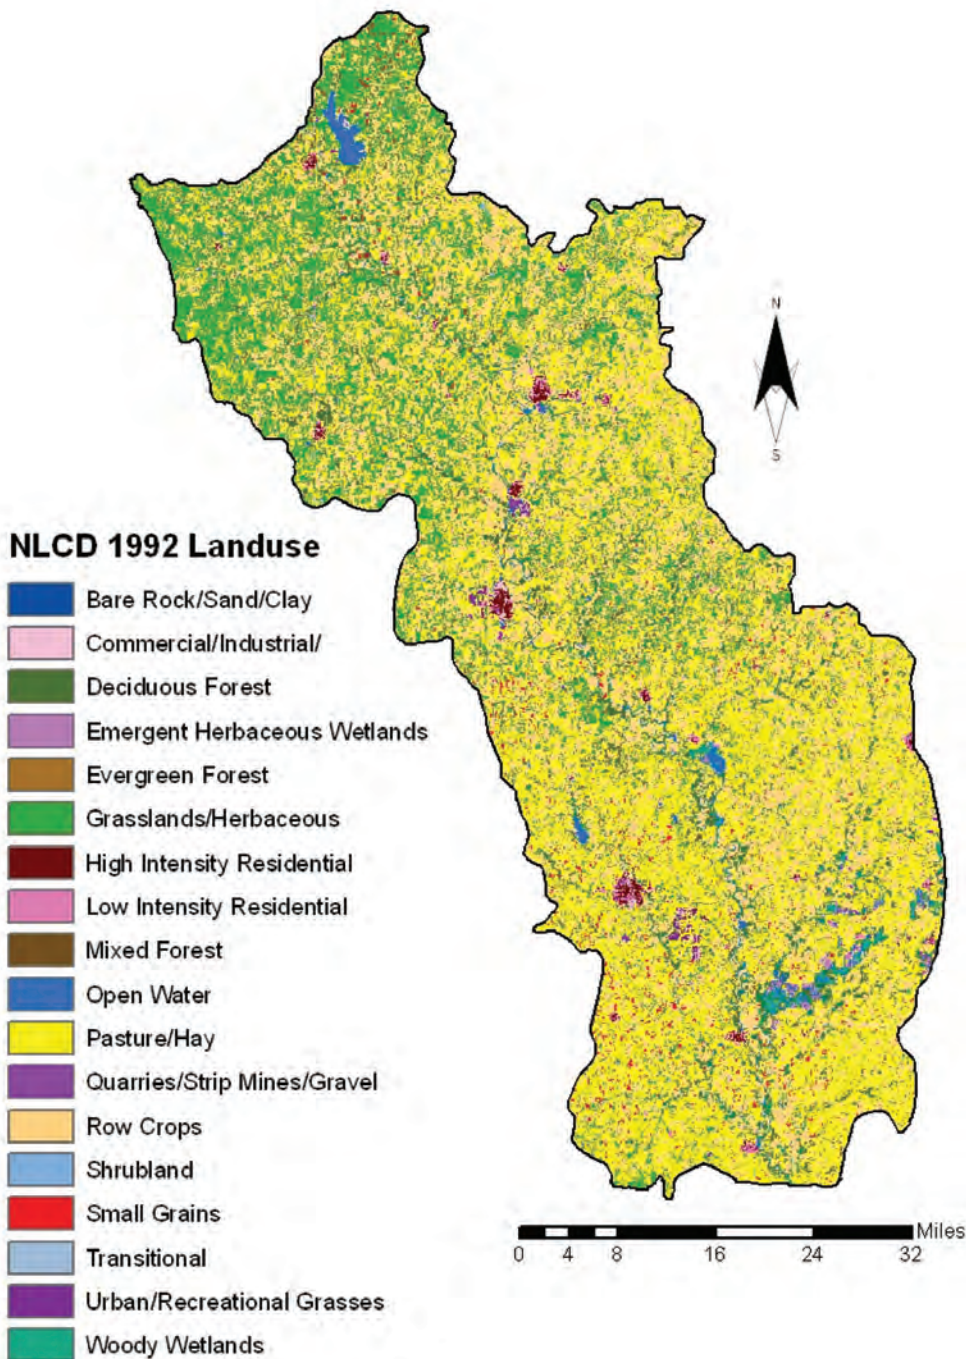 N
S
NLCD 1992 Landuse
Bare Rock/Sand/Clay
Commercial/Industrial/
Deciduous Forest
Emergent Herbaceous Wetlands
Evergreen Forest
Grasslands/Herbaceous
High Intensity Residential
Low Intensity Residential
Mixed Forest
Open Water
Pasture/Hay
Quarries/Strip Mines/Gravel
Row Crops
Shrubland
Small Grains
Transitional
Urban/Recreational Grasses
Woody Wetlands
Miles
0 4 8 16 24 32